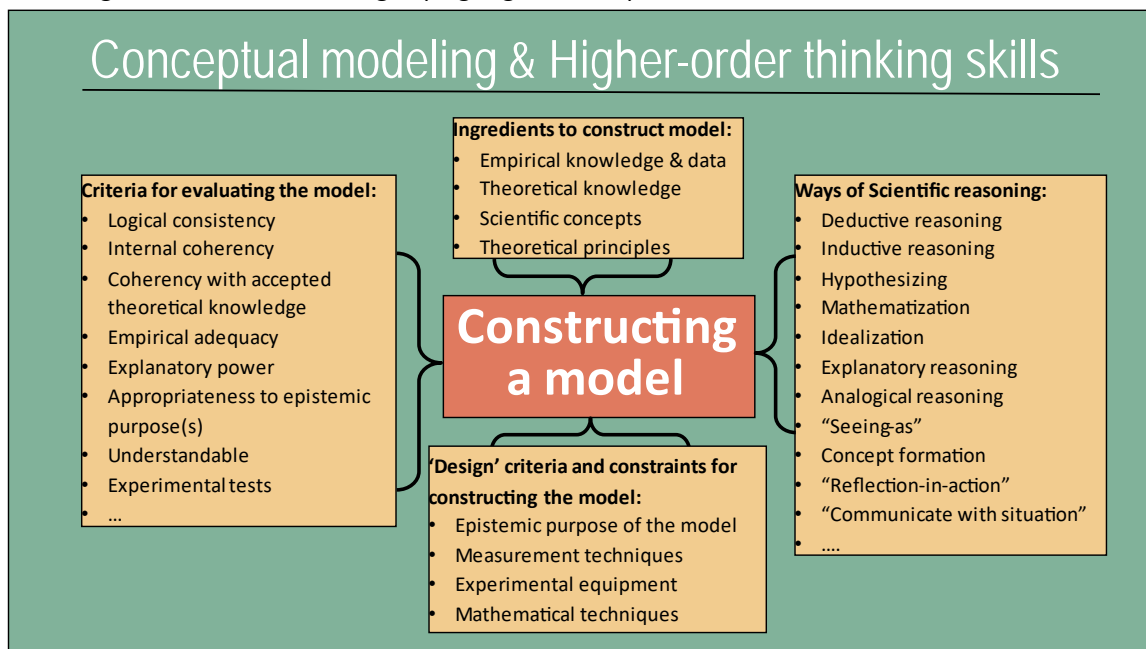 Conceptual modeling & Higher-order thinking skills
Ingredients to construct model:
• Empirical knowledge & data
• Theoretical knowledge
• Scientific concepts
• Theoretical principles
Criteria for evaluating the model:
• Logical consistency
• Internal coherency
• Coherency with accepted
theoretical knowledge
• Empirical adequacy
• Explanatory power
• Appropriateness to epistemic
purpose(s)
• Understandable
• Experimental tests
• ...
Constructing
a model
Ways of Scientific reasoning:
• Deductive reasoning
• Inductive reasoning
• Hypothesizing
• Mathematization
• Idealization
• Explanatory reasoning
• Analogical reasoning
• “Seeing-as”
• Concept formation
• “Reflection-in-action”
• “Communicate with situation”
• ....
‘Design’ criteria and constraints for
constructing the model:
• Epistemic purpose of the model
• Measurement techniques
• Experimental equipment
• Mathematical techniques